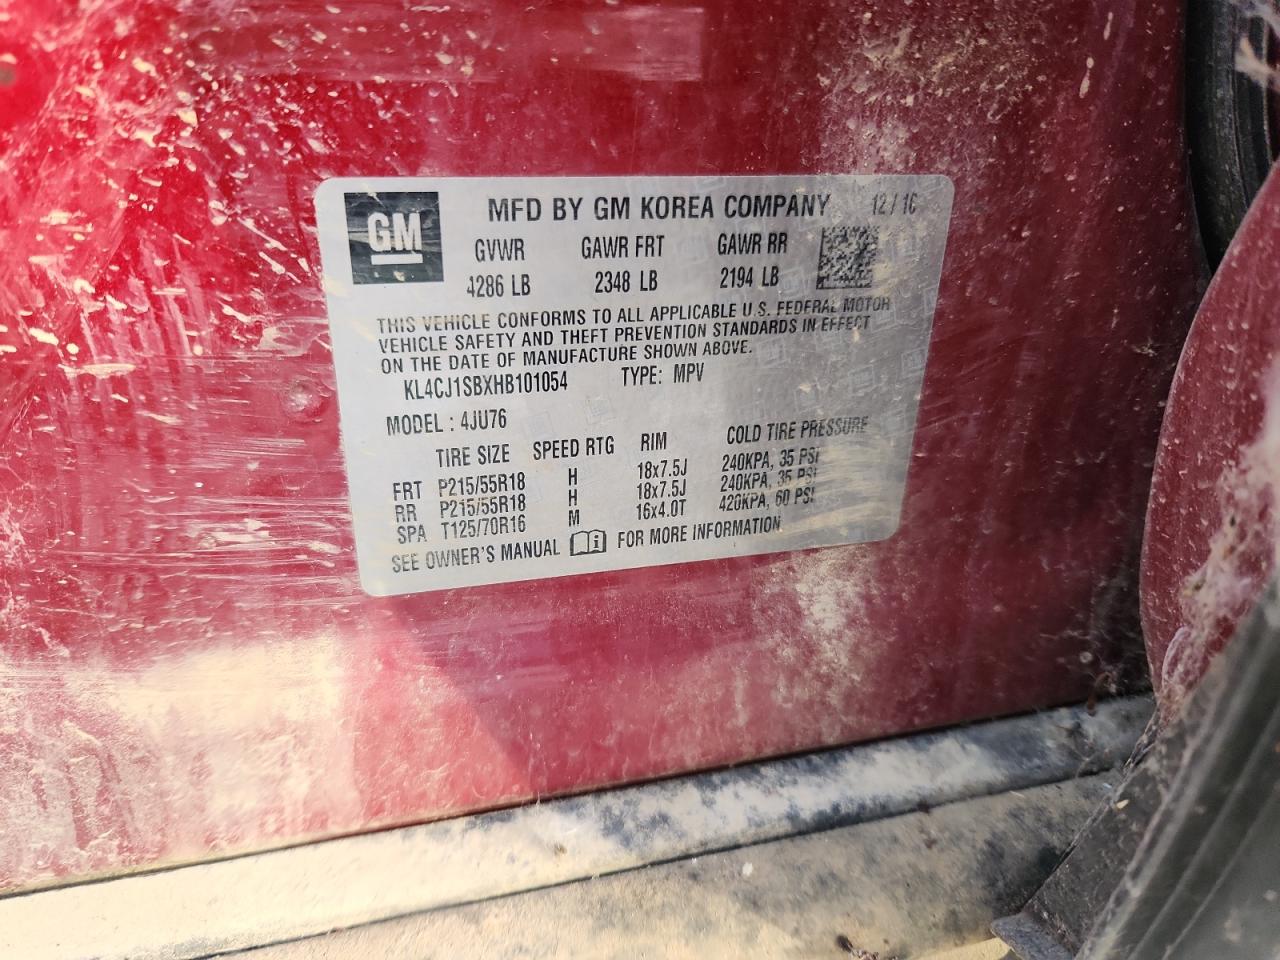 GM
MFD BY GM KOREA COMPANY 12 / 16
GVWR GAWR FRT GAWR RR
4286 LB 2348 LB 2194 LB
THIS VEHICLE CONFORMS TO ALL APPLICABLE U.S. FEDERAL MOTOR
VEHICLE SAFETY AND THEFT PREVENTION STANDARDS IN EFFECT
ON THE DATE OF MANUFACTURE SHOWN ABOVE.
KL4CJ1SBXHB101054 TYPE: MPV
MODEL : 4JU76
TIRE SIZE SPEED RTG RIM COLD TIRE PRESSURE
FRT P215/55R18 H 18x7.5J 240KPA, 35 PSI
RR P215/55R18 H 18x7.5J 240KPA, 35 PSI
SPA T125/70R16 M 16x4.0T 420KPA, 60 PSI
SEE OWNER'S MANUAL i FOR MORE INFORMATION